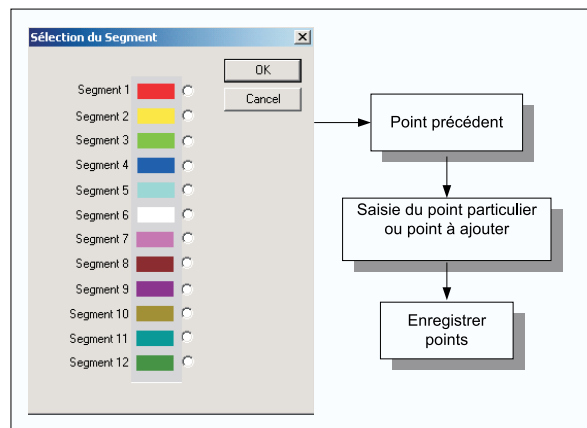 Sélection du Segment
OK
Cancel
Segment 1
Segment 2
Segment 3
Segment 4
Segment 5
Segment 6
Segment 7
Segment 8
Segment 9
Segment 10
Segment 11
Segment 12
Point précédent
Saisie du point particulier
ou point à ajouter
Enregistrer
points